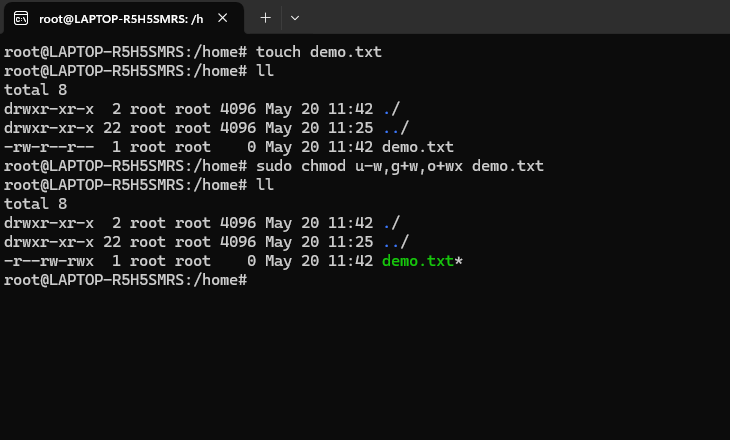 root@LAPTOP-R5H5SMRS: /h
root@LAPTOP-R5H5SMRS:/home# touch demo.txt
root@LAPTOP-R5H5SMRS:/home# ll
total 8
drwxr-xr-x  2 root root 4096 May 20 11:42 ./
drwxr-xr-x 22 root root 4096 May 20 11:25 ../
-rw-r--r--  1 root root    0 May 20 11:42 demo.txt
root@LAPTOP-R5H5SMRS:/home# sudo chmod u-w,g+w,o+wx demo.txt
root@LAPTOP-R5H5SMRS:/home# ll
total 8
drwxr-xr-x  2 root root 4096 May 20 11:42 ./
drwxr-xr-x 22 root root 4096 May 20 11:25 ../
-r--rw-rwx  1 root root    0 May 20 11:42 demo.txt*
root@LAPTOP-R5H5SMRS:/home#